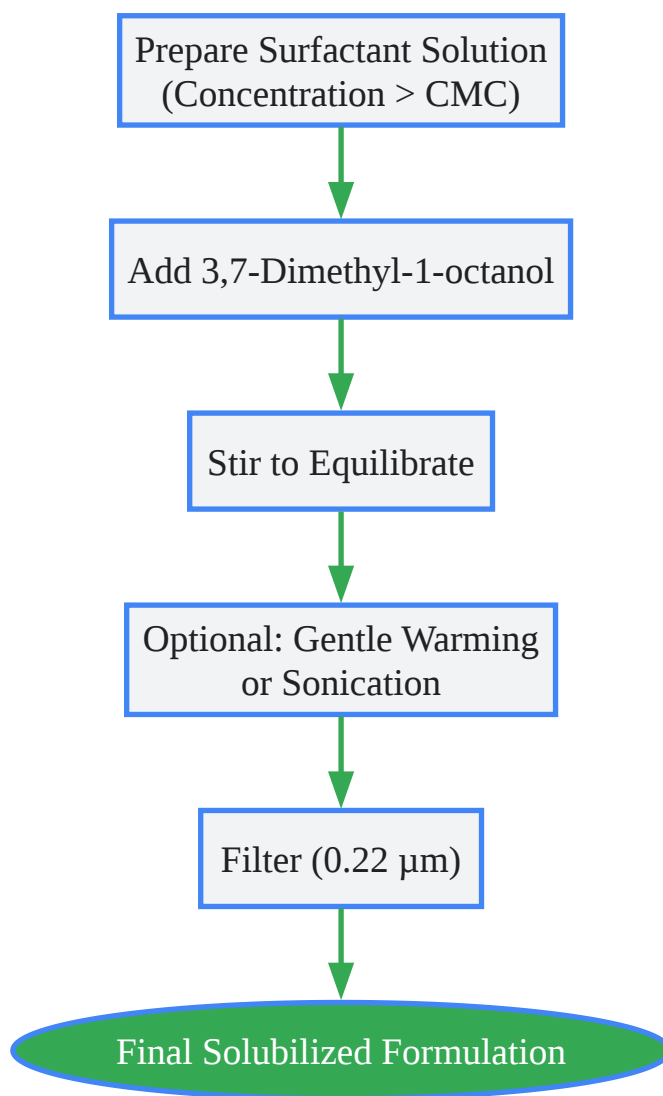 Prepare Surfactant Solution
(Concentration > CMC)
Add 3,7-Dimethyl-1-octanol
Stir to Equilibrate
Optional: Gentle Warming
or Sonication
Filter (0.22 µm)
Final Solubilized Formulation